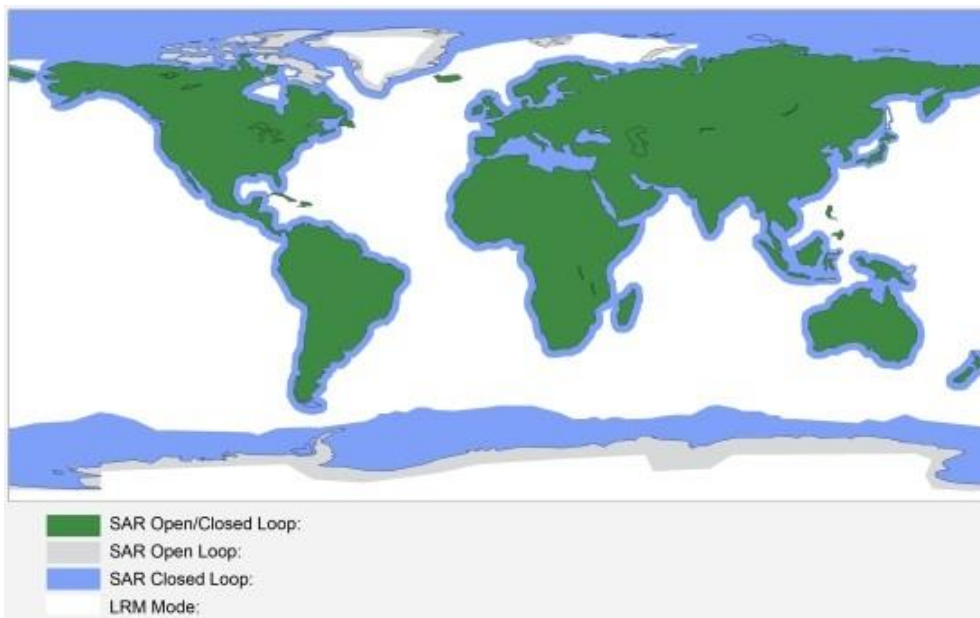 SAR Open/Closed Loop:
SAR Open Loop:
SAR Closed Loop:
LRM Mode: